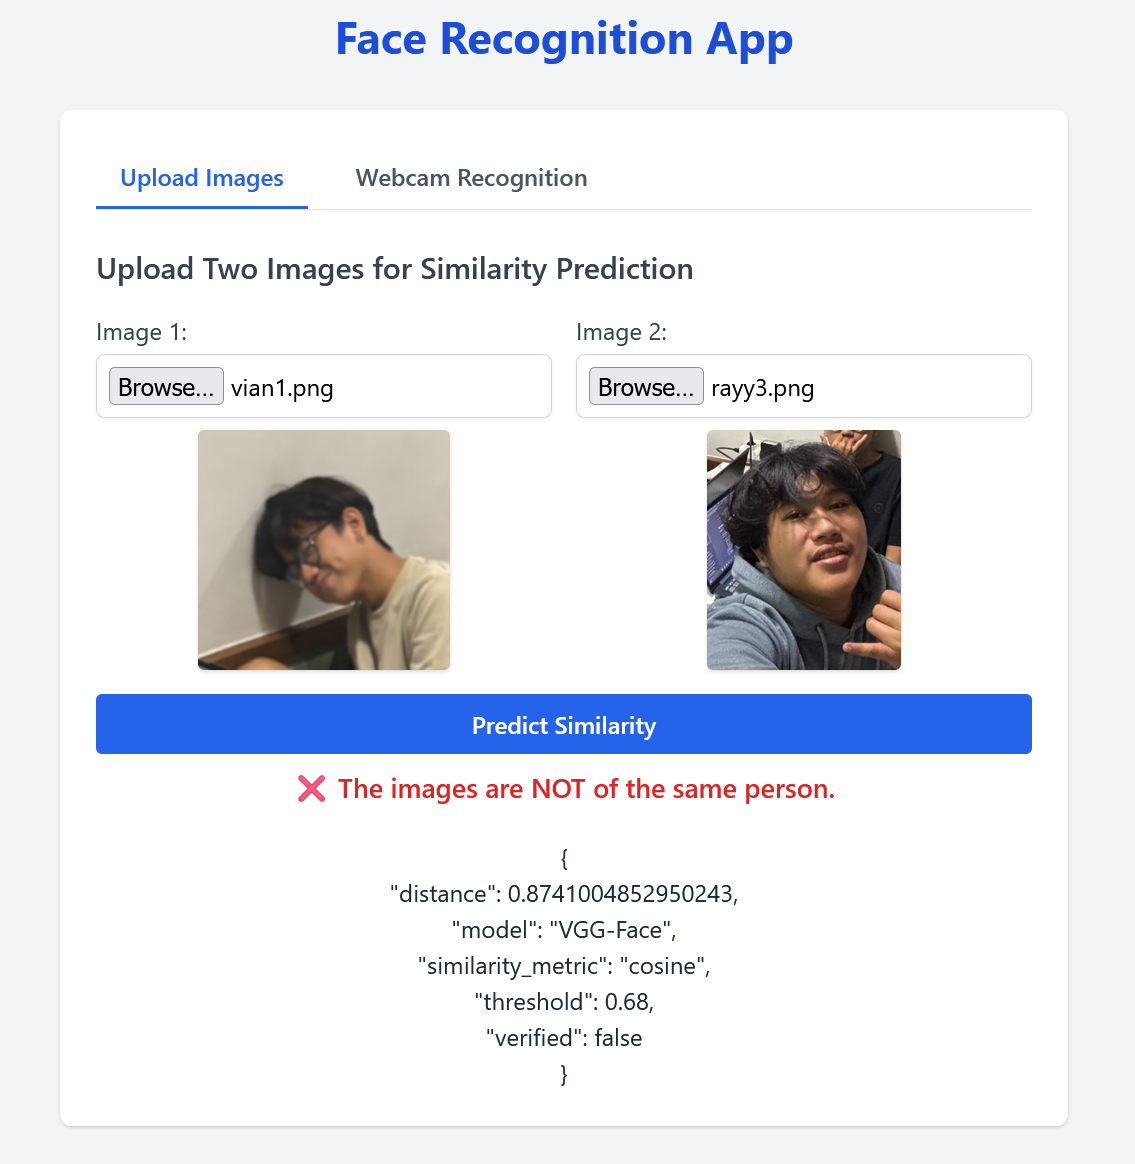 Face Recognition App
Upload Images
Webcam Recognition
Upload Two Images for Similarity Prediction
Image 1:
Image 2:
Browse... vian1.png
Browse... rayy3.png
Predict Similarity
❌ The images are NOT of the same person.
{
"distance": 0.8741004852950243,
"model": "VGG-Face",
"similarity_metric": "cosine",
"threshold": 0.68,
"verified": false
}